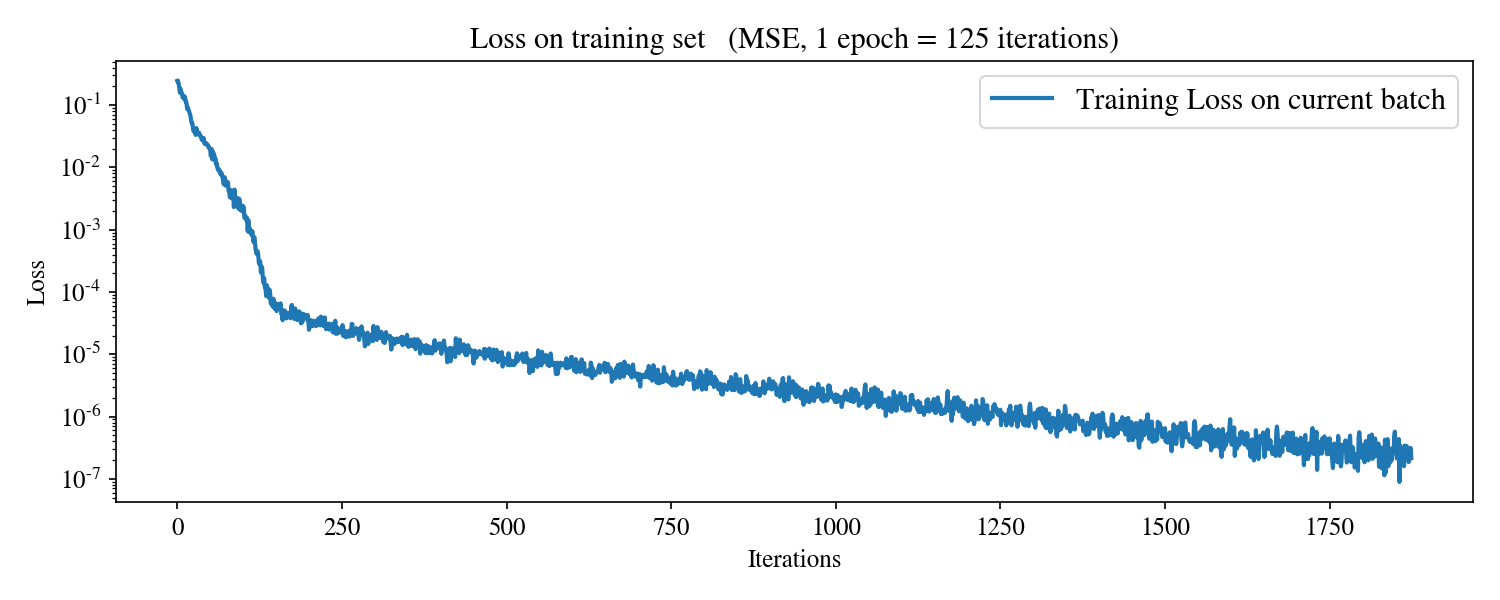 Loss on training set (MSE, 1 epoch = 125 iterations)
Training Loss on current batch
Loss
10⁻¹
10⁻²
10⁻³
10⁻⁴
10⁻⁵
10⁻⁶
10⁻⁷
0 250 500 750 1000 1250 1500 1750
Iterations